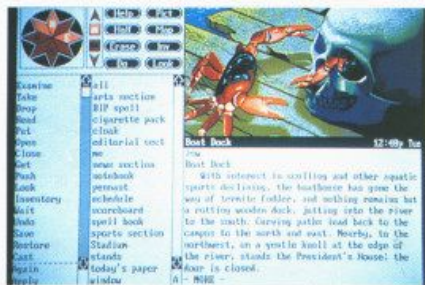 Help
Pict
Half
Map
Erase
Inv
Do
Look
Examine
Take
Drop
Read
Put
Open
Close
Get
Push
Look
Inventory
Wait
Undo
Save
Restore
Cast
Again
all
arts section
cigarette pack
cloak
editorial sect
me
news section
notebook
pennant
schedule
scoreboard
spell book
sports section
Stadium
stands
today's paper
window
Boat Dock
Tue
row
Boat Dock
With interest in sculling and other aquatic
sports declining, the boathouse has gone the
way of termite fodder, and nothing remains but
a rotting wooden dock, jutting into the river
to the south. Curving paths lead back to the
campus to the north and east. Nearby, to the
northwest, on a gentle knoll at the edge of
the river, stands the President's House; the
door is closed.
- MORE -